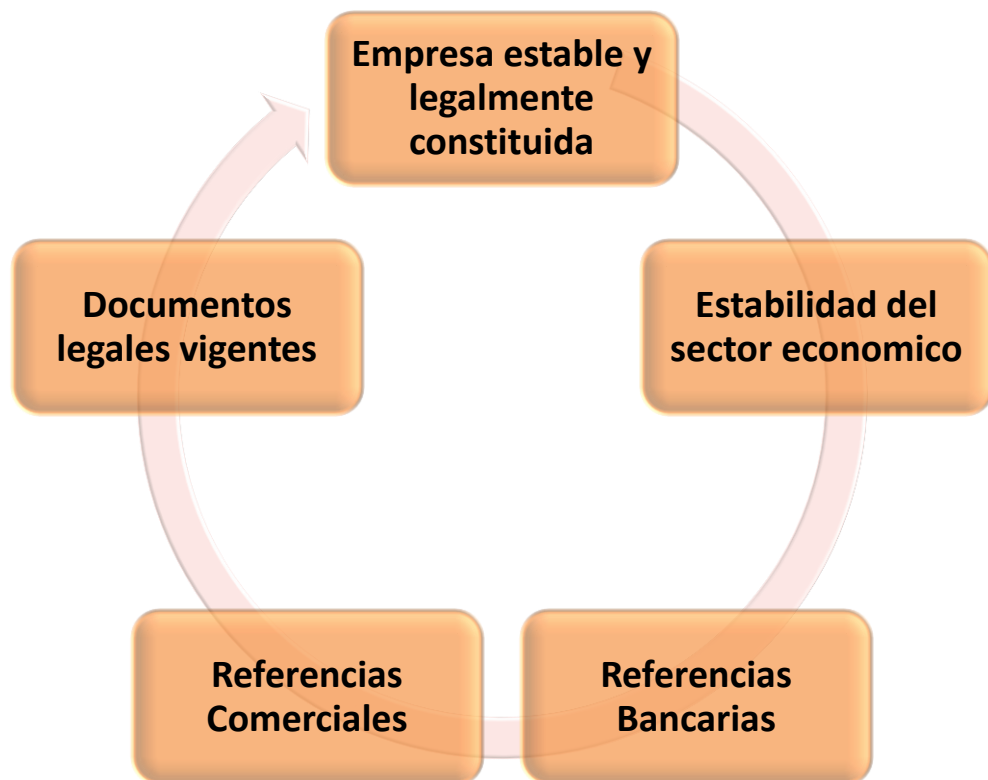 Empresa estable y
legalmente
constituida
Estabilidad del
sector economico
Referencias
Bancarias
Referencias
Comerciales
Documentos
legales vigentes